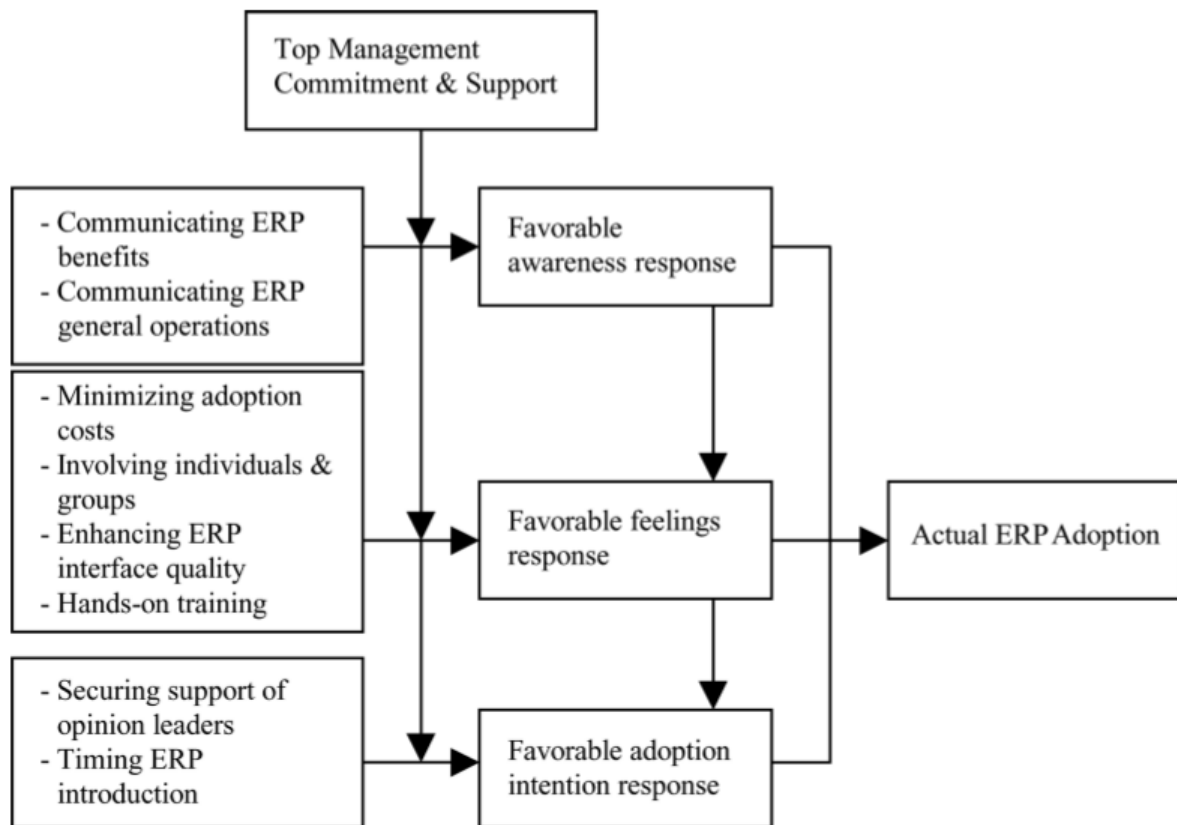 Top Management
Commitment & Support
- Communicating ERP
benefits
- Communicating ERP
general operations
Favorable
awareness response
- Minimizing adoption
costs
- Involving individuals &
groups
- Enhancing ERP
interface quality
- Hands-on training
Favorable feelings
response
Actual ERP Adoption
- Securing support of
opinion leaders
- Timing ERP
introduction
Favorable adoption
intention response